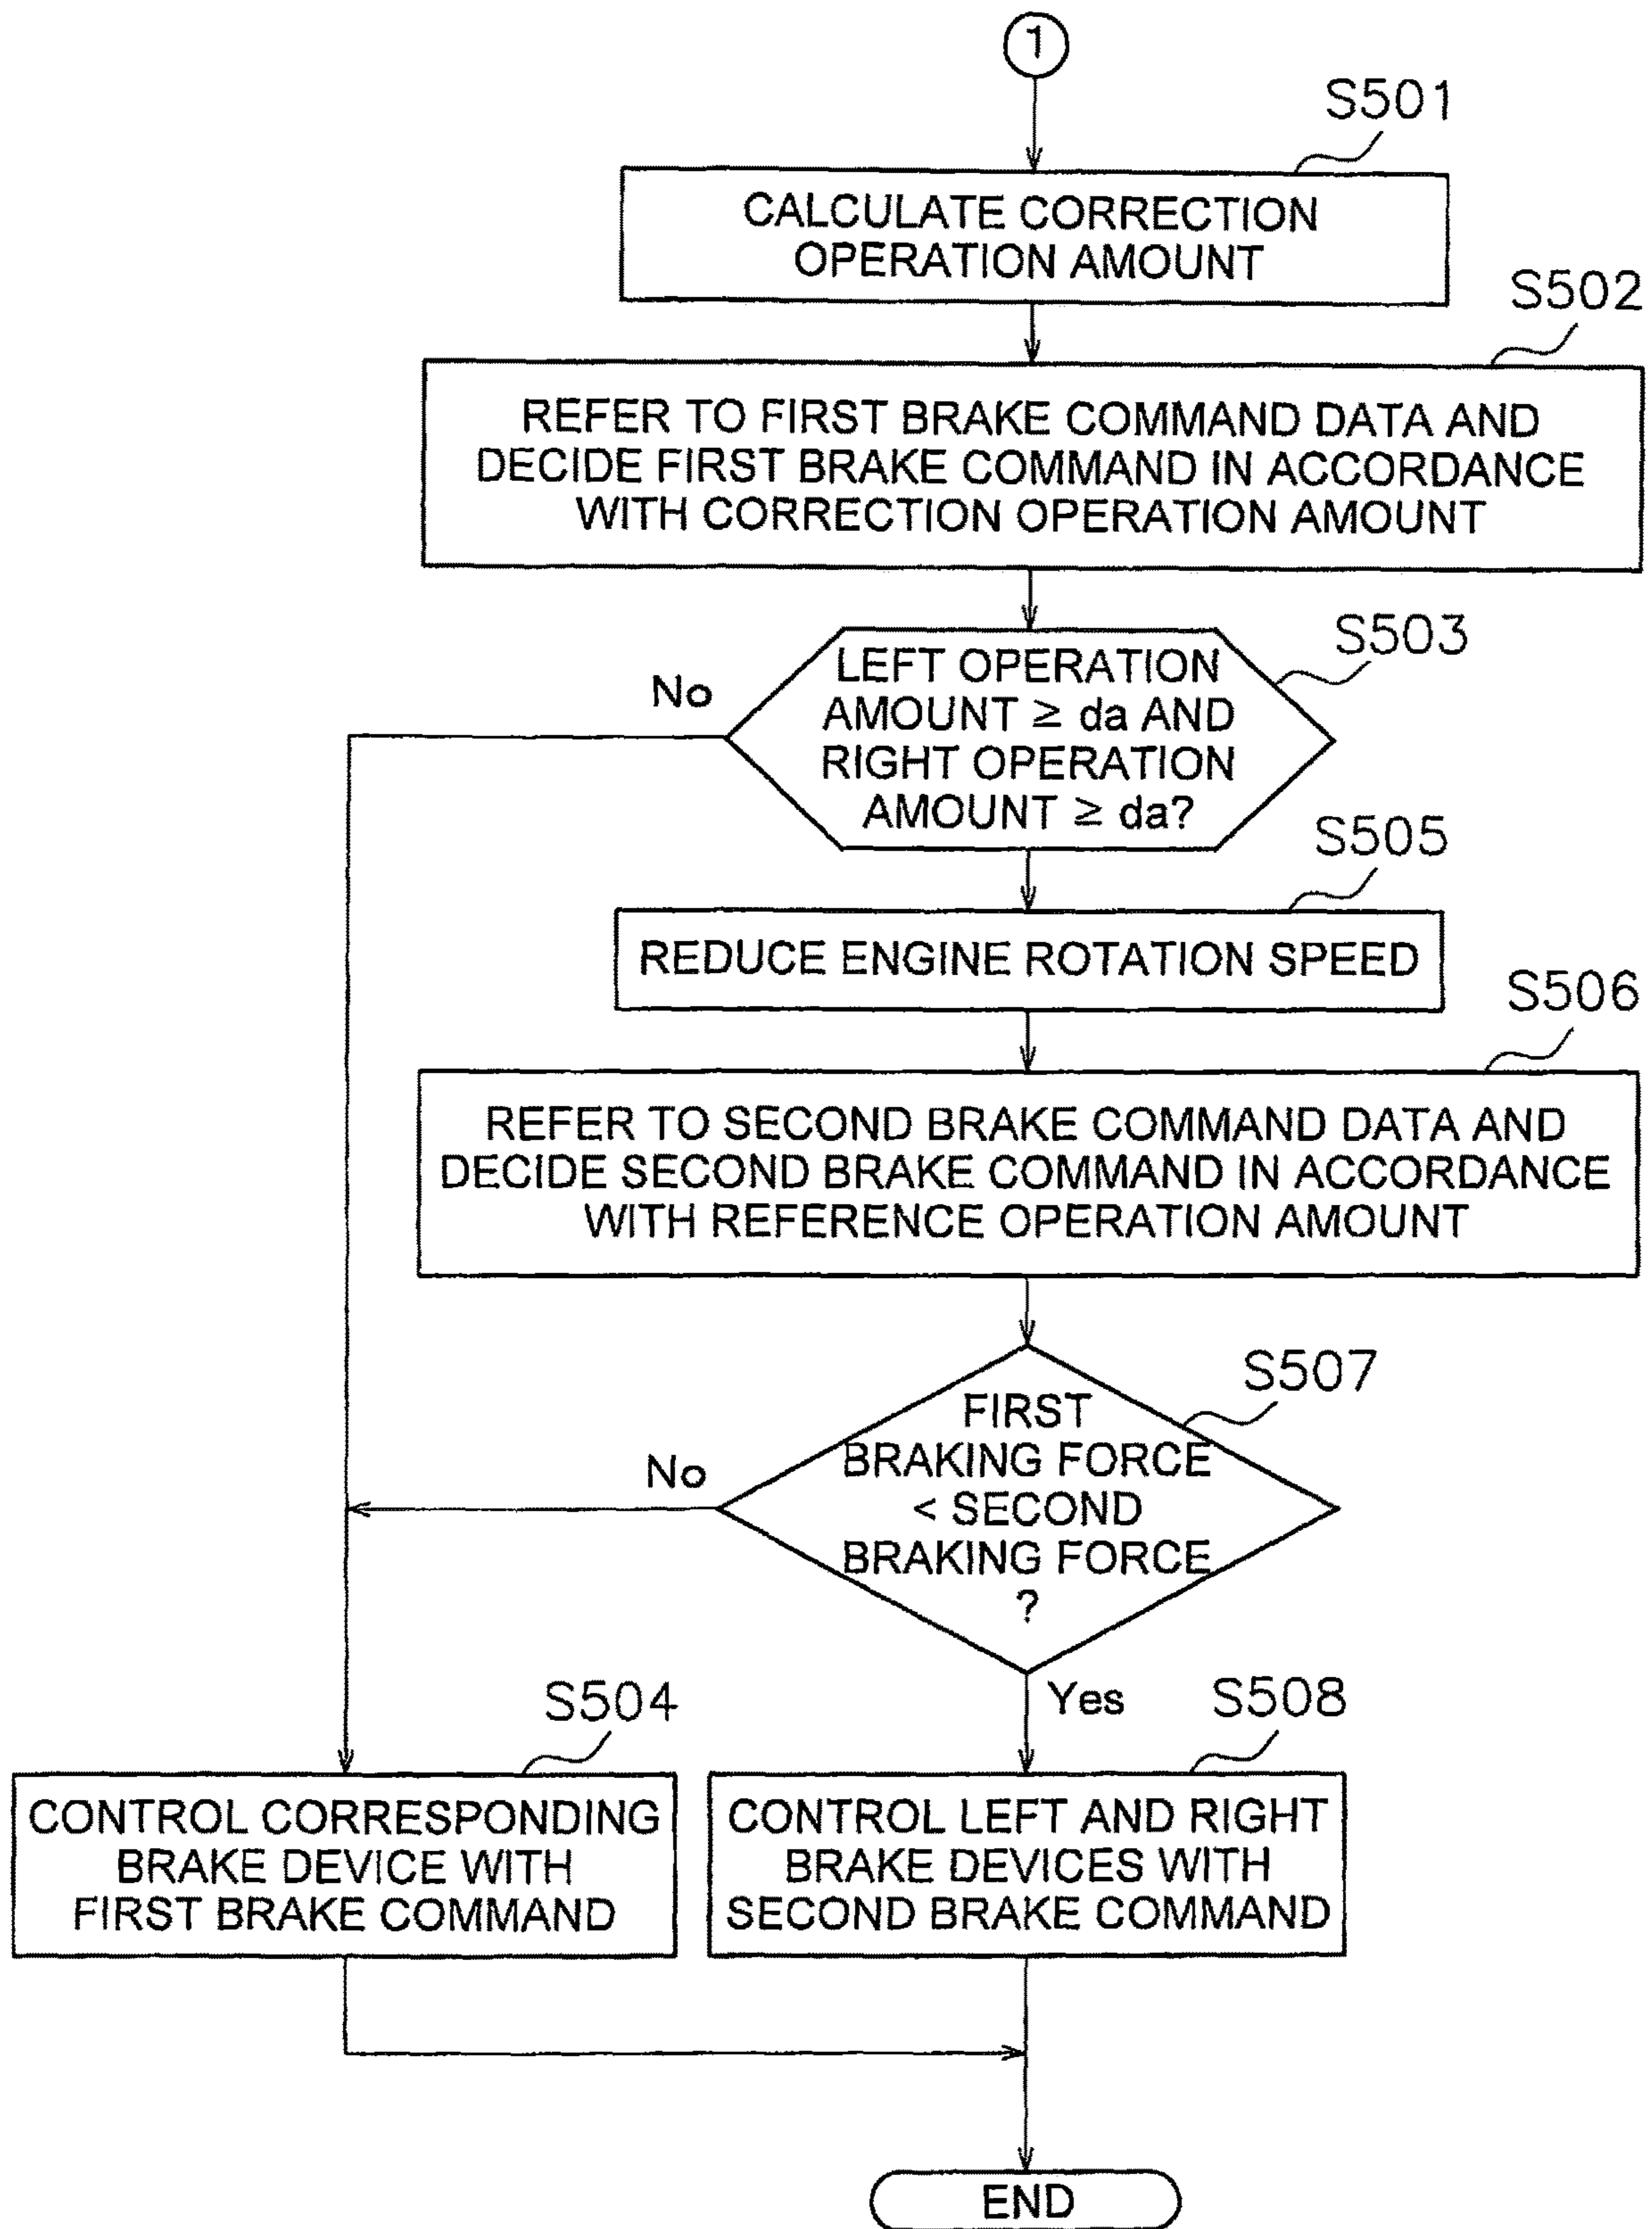 1
S501
CALCULATE CORRECTION
OPERATION AMOUNT
S502
REFER TO FIRST BRAKE COMMAND DATA AND
DECIDE FIRST BRAKE COMMAND IN ACCORDANCE
WITH CORRECTION OPERATION AMOUNT
S503
No
LEFT OPERATION
AMOUNT ≥ da AND
RIGHT OPERATION
AMOUNT ≥ da?
S505
REDUCE ENGINE ROTATION SPEED
S506
REFER TO SECOND BRAKE COMMAND DATA AND
DECIDE SECOND BRAKE COMMAND IN ACCORDANCE
WITH REFERENCE OPERATION AMOUNT
S507
No
FIRST
BRAKING FORCE
< SECOND
BRAKING FORCE
?
Yes
S504
CONTROL CORRESPONDING
BRAKE DEVICE WITH
FIRST BRAKE COMMAND
S508
CONTROL LEFT AND RIGHT
BRAKE DEVICES WITH
SECOND BRAKE COMMAND
END